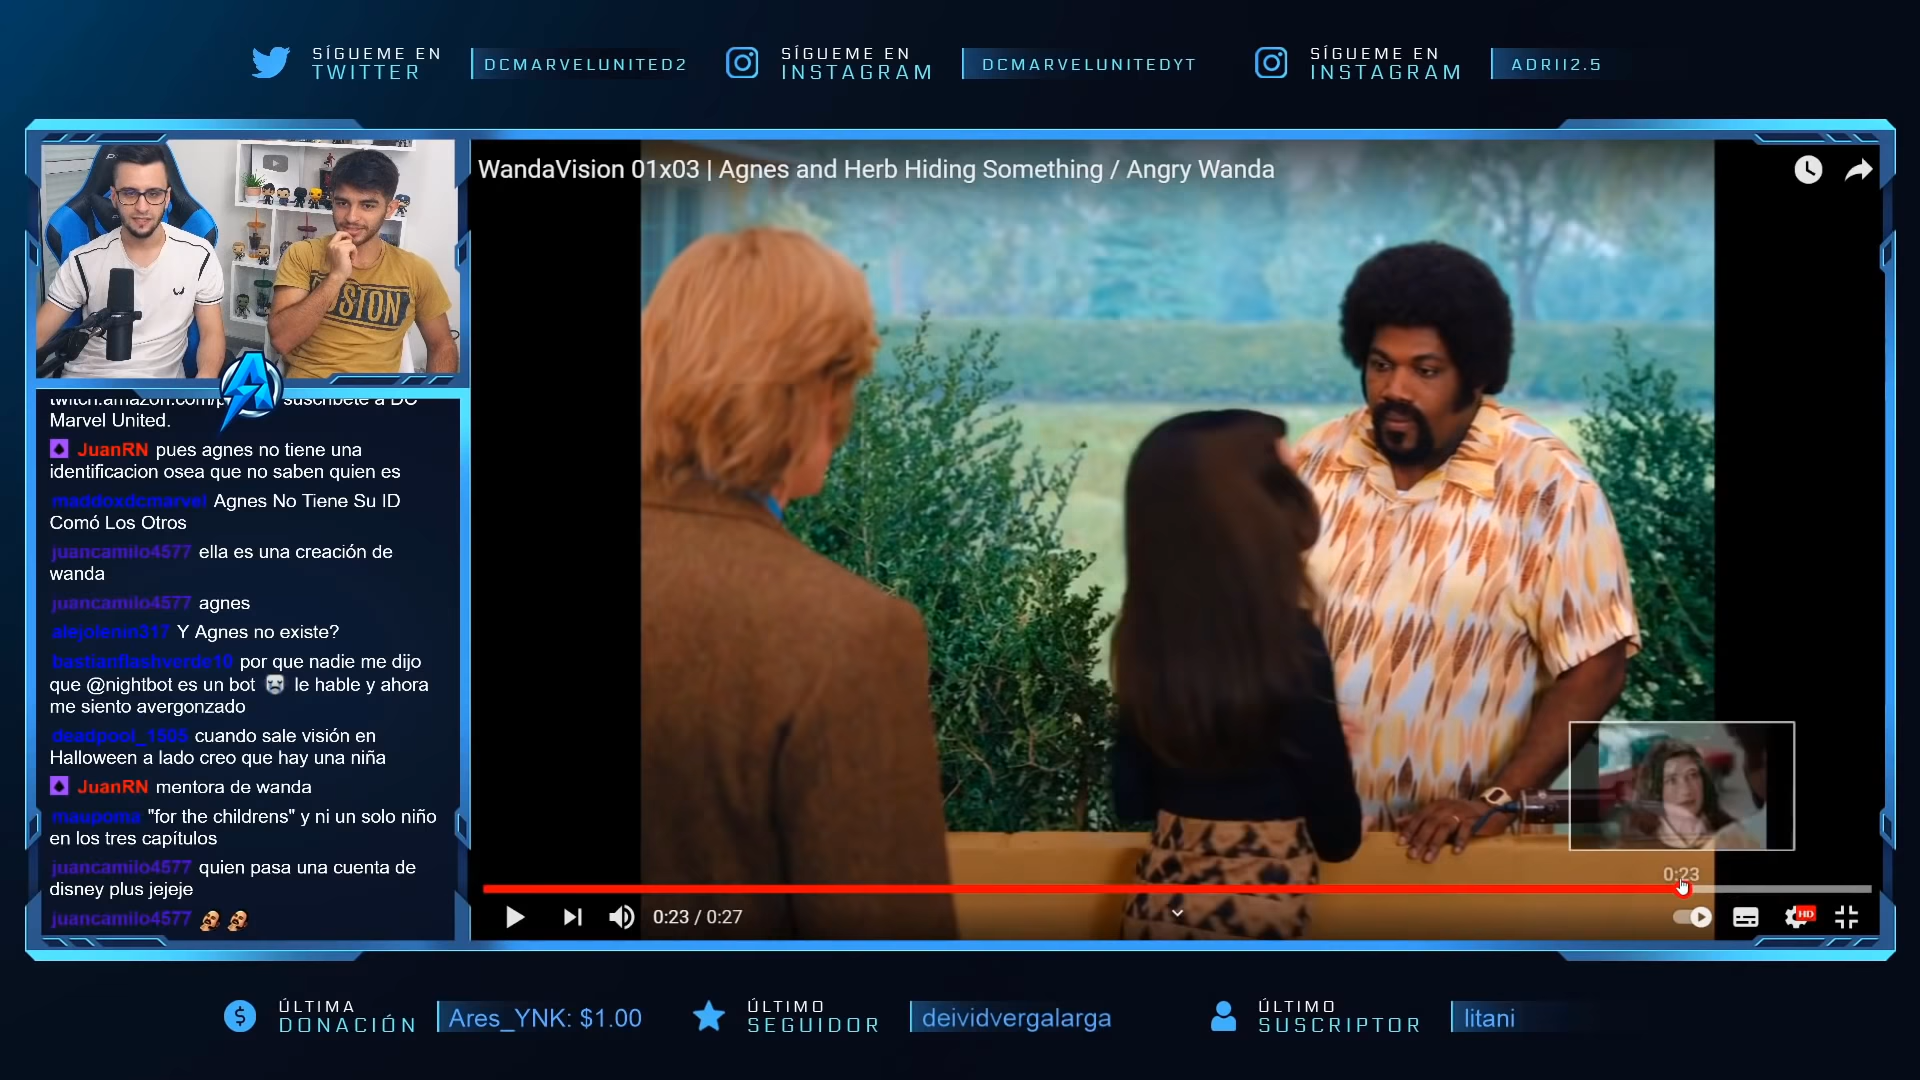 SÍGUEME EN
TWITTER
DCMARVELUNITED2
SÍGUEME EN
INSTAGRAM
DCMARVELUNITEDYT
SÍGUEME EN
INSTAGRAM
ADRII2.5
WandaVision 01x03 | Agnes and Herb Hiding Something / Angry Wanda
Marvel United.
JuanRN pues agnes no tiene una
identificacion osea que no saben quien es
maddoxdcmarvel Agnes No Tiene Su ID
Comó Los Otros
juancamilo4577 ella es una creación de
wanda
juancamilo4577 agnes
alejolenin317 Y Agnes no existe?
bastianflashverde10 por que nadie me dijo
que @nightbot es un bot le hable y ahora
me siento avergonzado
deadpool_1505 cuando sale visión en
Halloween a lado creo que hay una niña
JuanRN mentora de wanda
maupoma "for the childrens" y ni un solo niño
en los tres capítulos
juancamilo4577 quien pasa una cuenta de
disney plus jejeje
juancamilo4577
0:23
0:23 / 0:27
HD
ÚLTIMA
DONACIÓN
Ares_YNK: $1.00
ÚLTIMO
SEGUIDOR
deividvergalarga
ÚLTIMO
SUSCRIPTOR
litani